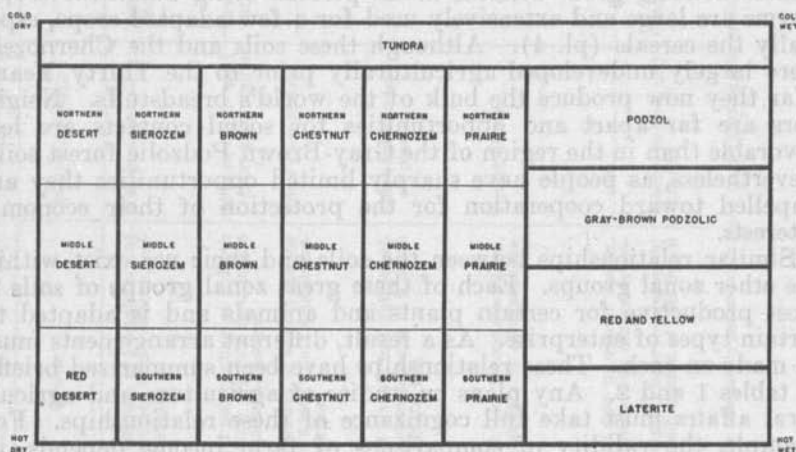 COLD
DRY
COLD
WET
TUNDRA
NORTHERN DESERT
NORTHERN SIEROZEM
NORTHERN BROWN
NORTHERN CHESTNUT
NORTHERN CHERNOZEM
NORTHERN PRAIRIE
PODZOL
GRAY-BROWN PODZOLIC
MIDDLE DESERT
MIDDLE SIEROZEM
MIDDLE BROWN
MIDDLE CHESTNUT
MIDDLE CHERNOZEM
MIDDLE PRAIRIE
RED AND YELLOW
RED DESERT
SOUTHERN SIEROZEM
SOUTHERN BROWN
SOUTHERN CHESTNUT
SOUTHERN CHERNOZEM
SOUTHERN PRAIRIE
LATERITE
HOT
DRY
HOT
WET